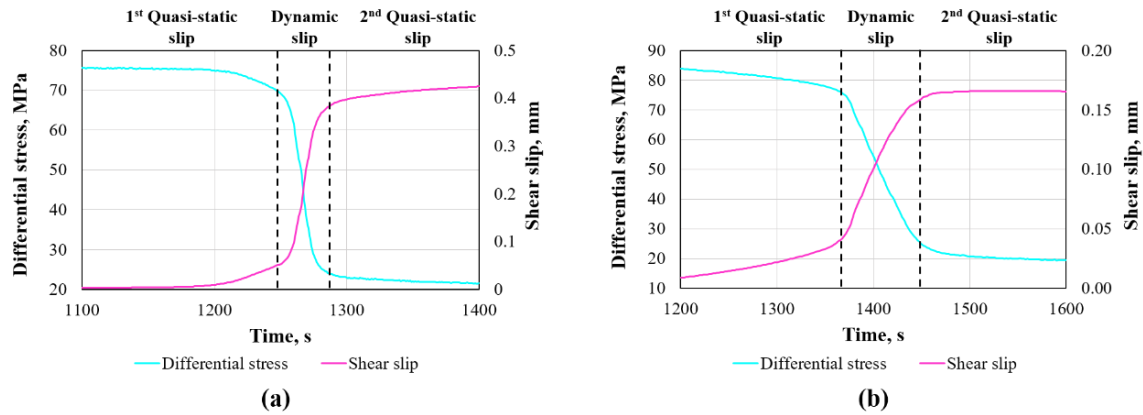 1st Quasi-static slip
Dynamic slip
2nd Quasi-static slip
Differential stress, MPa
80
70
60
50
40
30
20
0.5
0.4
0.3
0.2
0.1
0
Shear slip, mm
1100 1200 1300 1400
Time, s
Differential stress Shear slip
(a)
1st Quasi-static slip
Dynamic slip
2nd Quasi-static slip
Differential stress, MPa
90
80
70
60
50
40
30
20
10
0.20
0.15
0.10
0.05
0.00
Shear slip, mm
1200 1300 1400 1500 1600
Time, s
Differential stress Shear slip
(b)